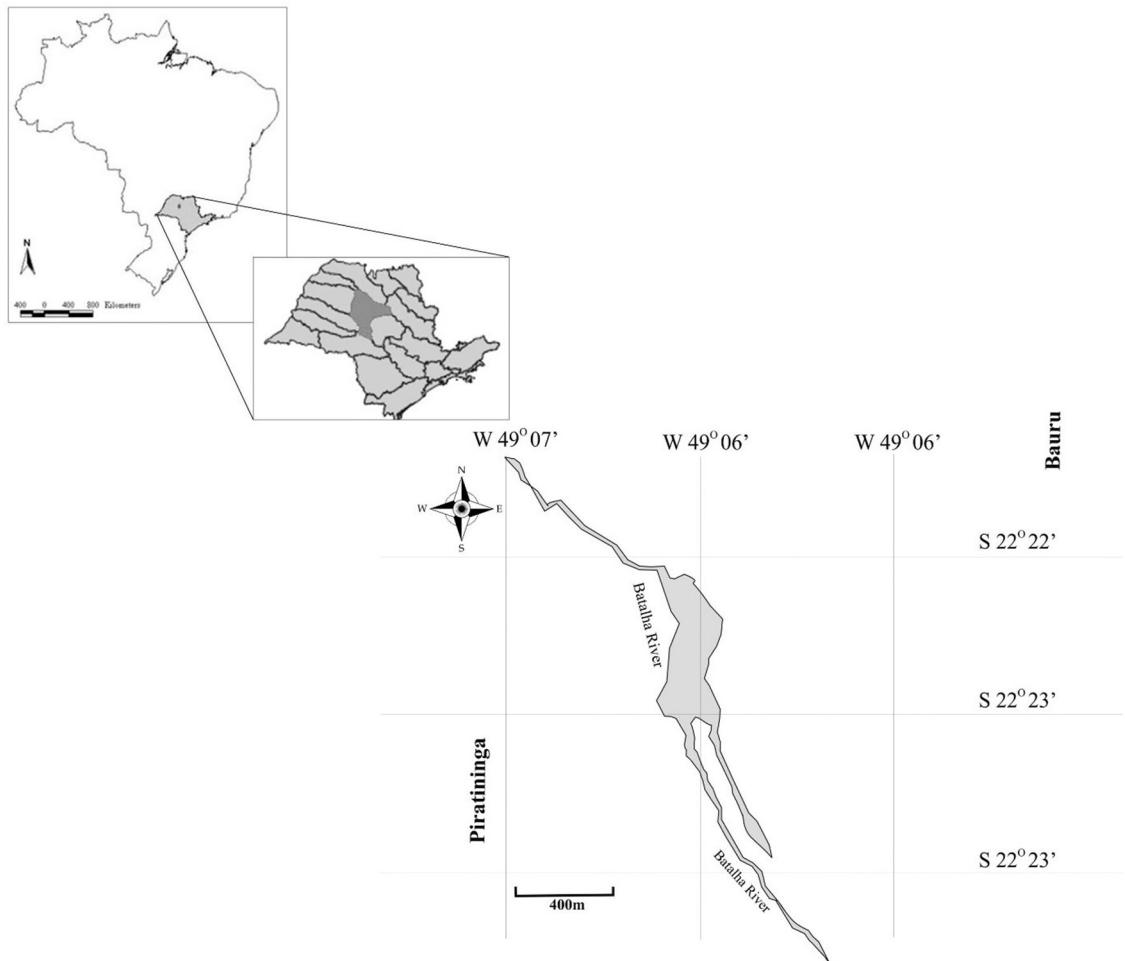 N
400 0 400 800 Kilometers
W 49° 07’ W 49° 06’ W 49° 06’
Bauru
N
W E
S
S 22° 22’
Batalha River
S 22° 23’
Piratininga
S 22° 23’
Batalha River
400m